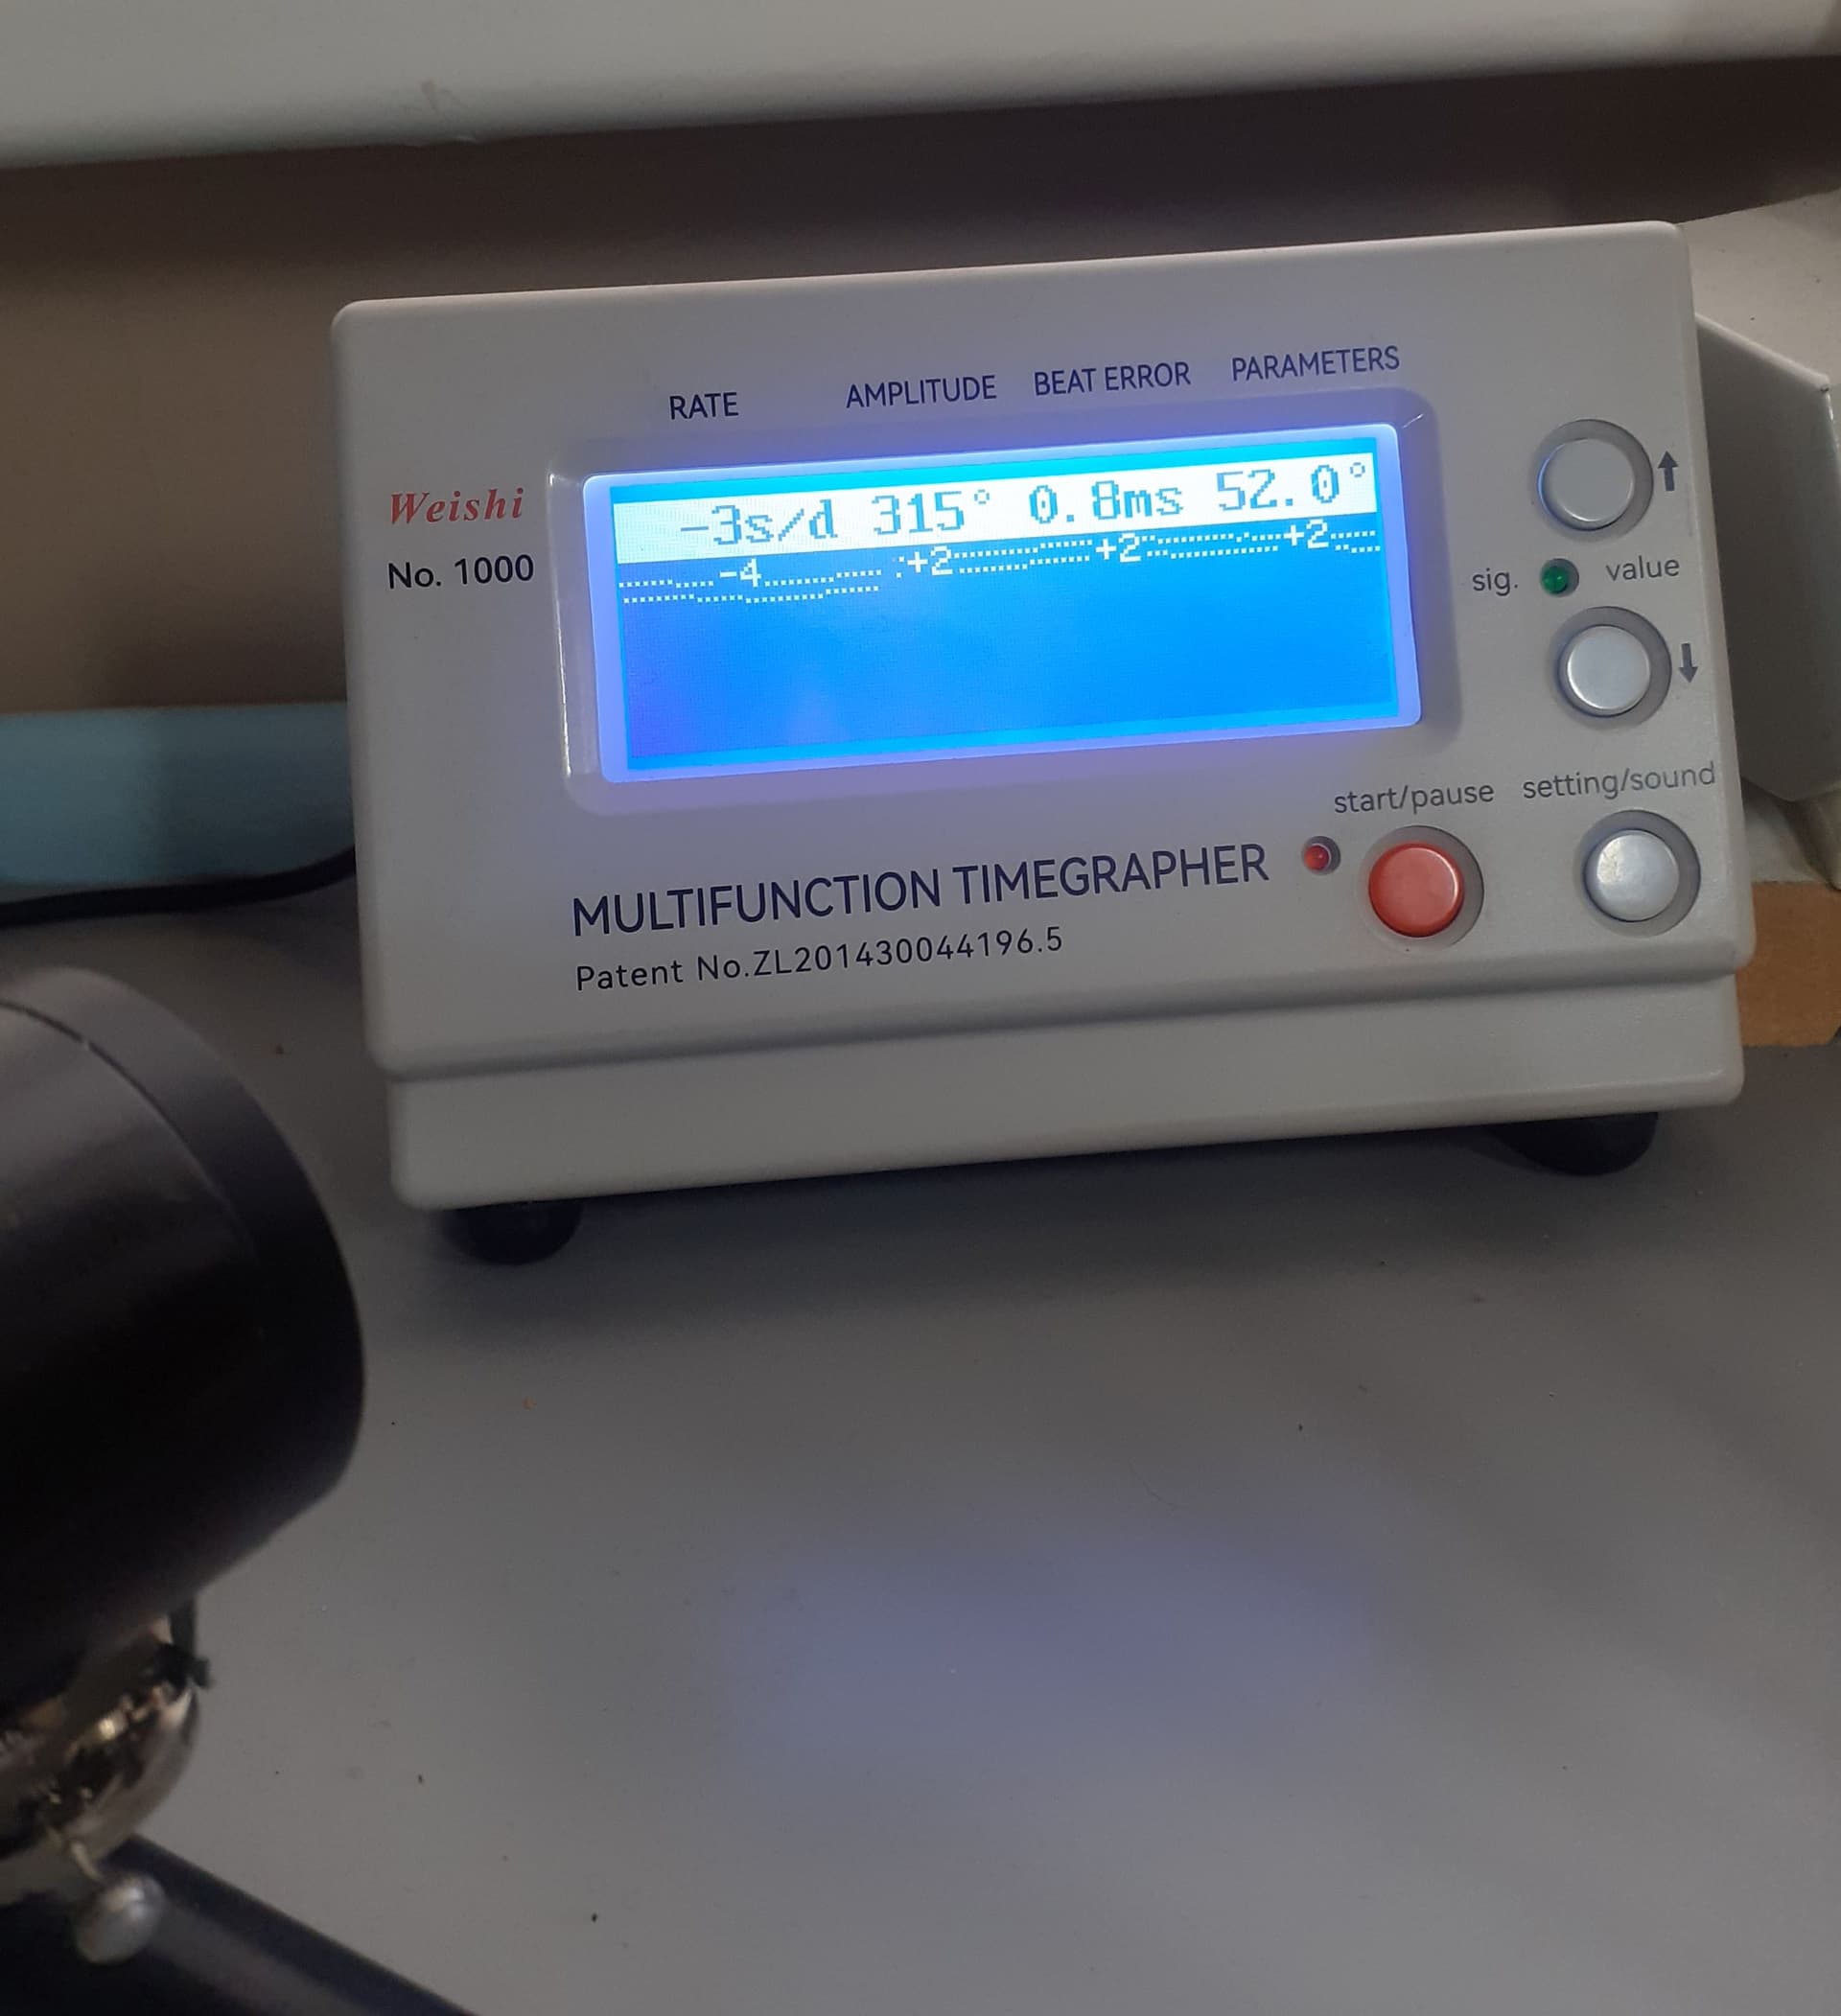 RATE AMPLITUDE BEAT ERROR PARAMETERS
Weishi
No. 1000
-3s/d 315° 0.8ms 52.0°
-4 +2 +2 +2
sig. value
start/pause setting/sound
MULTIFUNCTION TIMEGRAPHER
Patent No.ZL201430044196.5